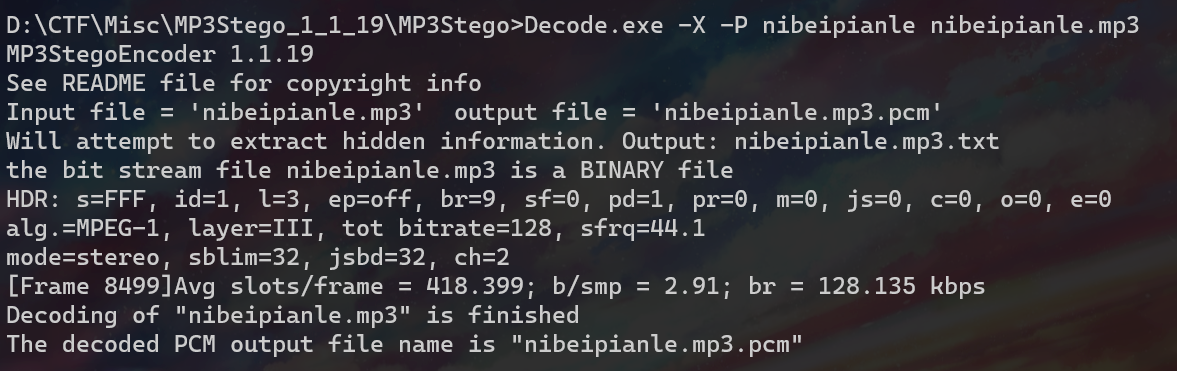 D:\CTF\Misc\MP3Stego_1_1_19\MP3Stego>Decode.exe -X -P nibeipianle nibeipianle.mp3
MP3StegoEncoder 1.1.19
See README file for copyright info
Input file = 'nibeipianle.mp3'  output file = 'nibeipianle.mp3.pcm'
Will attempt to extract hidden information. Output: nibeipianle.mp3.txt
the bit stream file nibeipianle.mp3 is a BINARY file
HDR: s=FFF, id=1, l=3, ep=off, br=9, sf=0, pd=1, pr=0, m=0, js=0, c=0, o=0, e=0
alg.=MPEG-1, layer=III, tot bitrate=128, sfrq=44.1
mode=stereo, sblim=32, jsbd=32, ch=2
[Frame 8499]Avg slots/frame = 418.399; b/smp = 2.91; br = 128.135 kbps
Decoding of "nibeipianle.mp3" is finished
The decoded PCM output file name is "nibeipianle.mp3.pcm"